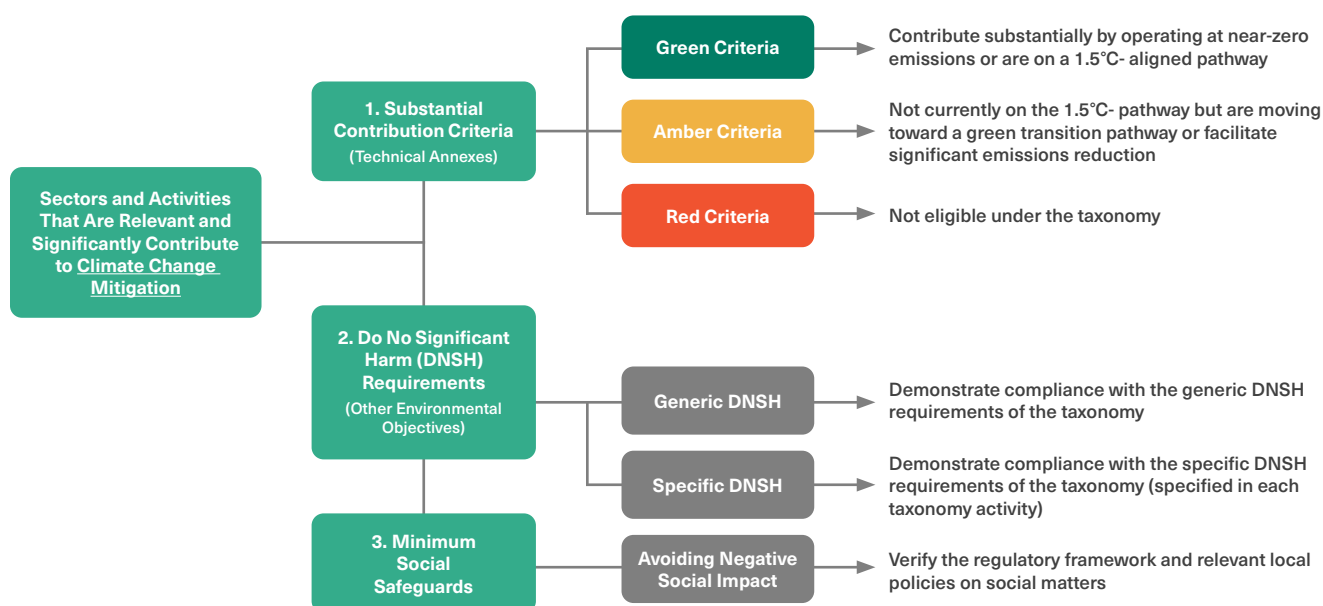 Sectors and Activities
That Are Relevant and
Significantly Contribute
to Climate Change
Mitigation
1. Substantial
Contribution Criteria
(Technical Annexes)
Green Criteria
Contribute substantially by operating at near-zero
emissions or are on a 1.5°C- aligned pathway
Amber Criteria
Not currently on the 1.5°C- pathway but are moving
toward a green transition pathway or facilitate
significant emissions reduction
Red Criteria
Not eligible under the taxonomy
2. Do No Significant
Harm (DNSH)
Requirements
(Other Environmental
Objectives)
Generic DNSH
Demonstrate compliance with the generic DNSH
requirements of the taxonomy
Specific DNSH
Demonstrate compliance with the specific DNSH
requirements of the taxonomy (specified in each
taxonomy activity)
3. Minimum
Social
Safeguards
Avoiding Negative
Social Impact
Verify the regulatory framework and relevant local
policies on social matters